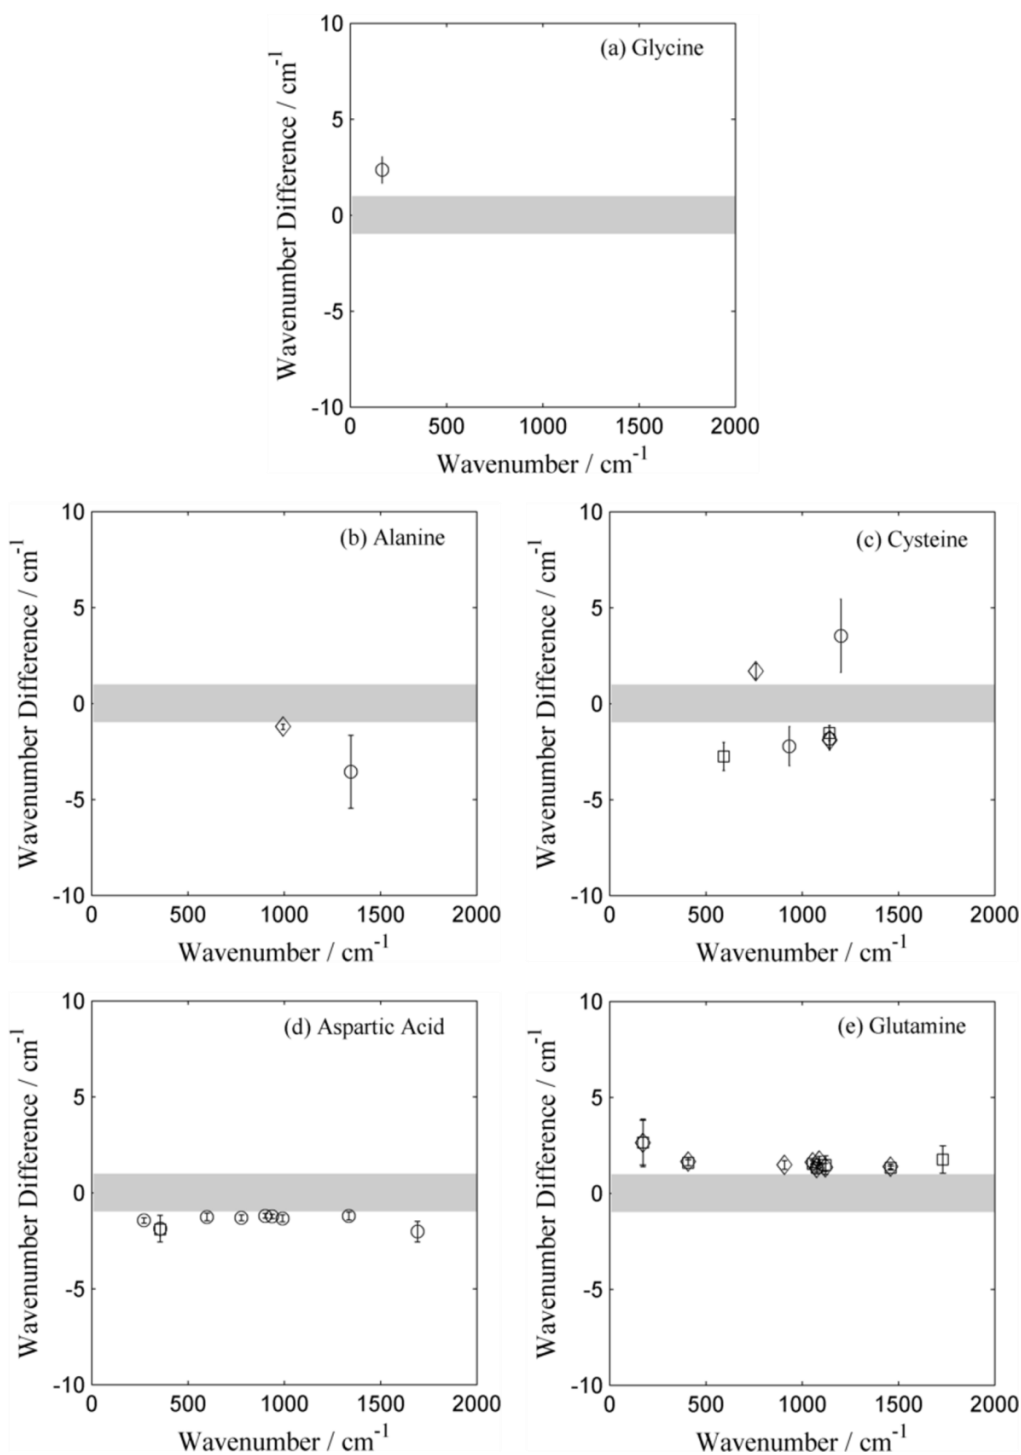 (a) Glycine
Wavenumber Difference / cm⁻¹
10
5
0
-5
-10
0 500 1000 1500 2000
Wavenumber / cm⁻¹
(b) Alanine
Wavenumber Difference / cm⁻¹
10
5
0
-5
-10
0 500 1000 1500 2000
Wavenumber / cm⁻¹
(c) Cysteine
Wavenumber Difference / cm⁻¹
10
5
0
-5
-10
0 500 1000 1500 2000
Wavenumber / cm⁻¹
(d) Aspartic Acid
Wavenumber Difference / cm⁻¹
10
5
0
-5
-10
0 500 1000 1500 2000
Wavenumber / cm⁻¹
(e) Glutamine
Wavenumber Difference / cm⁻¹
10
5
0
-5
-10
0 500 1000 1500 2000
Wavenumber / cm⁻¹